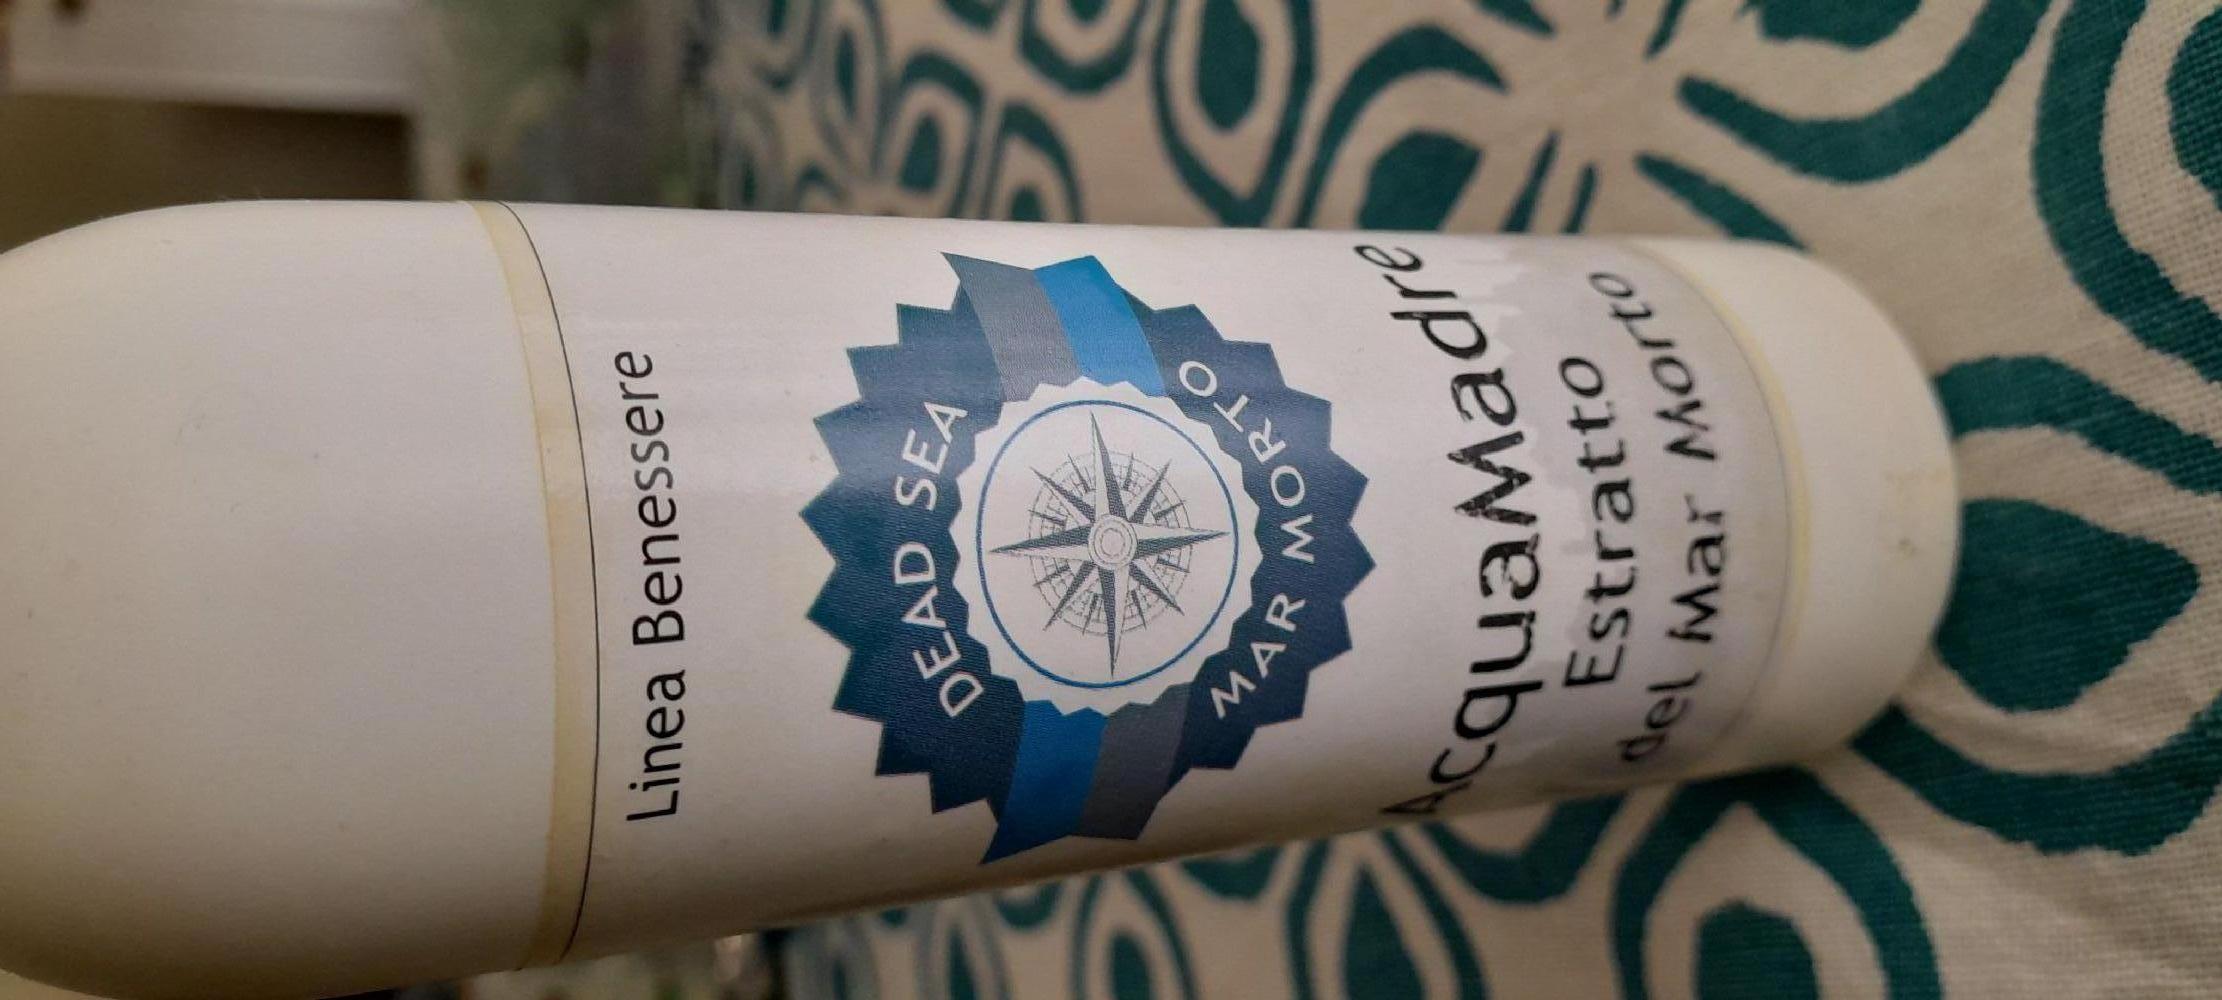 Linea Benessere
DEAD SEA
MAR MORTO
AcquaMadre
Estratto
del Mar Morto